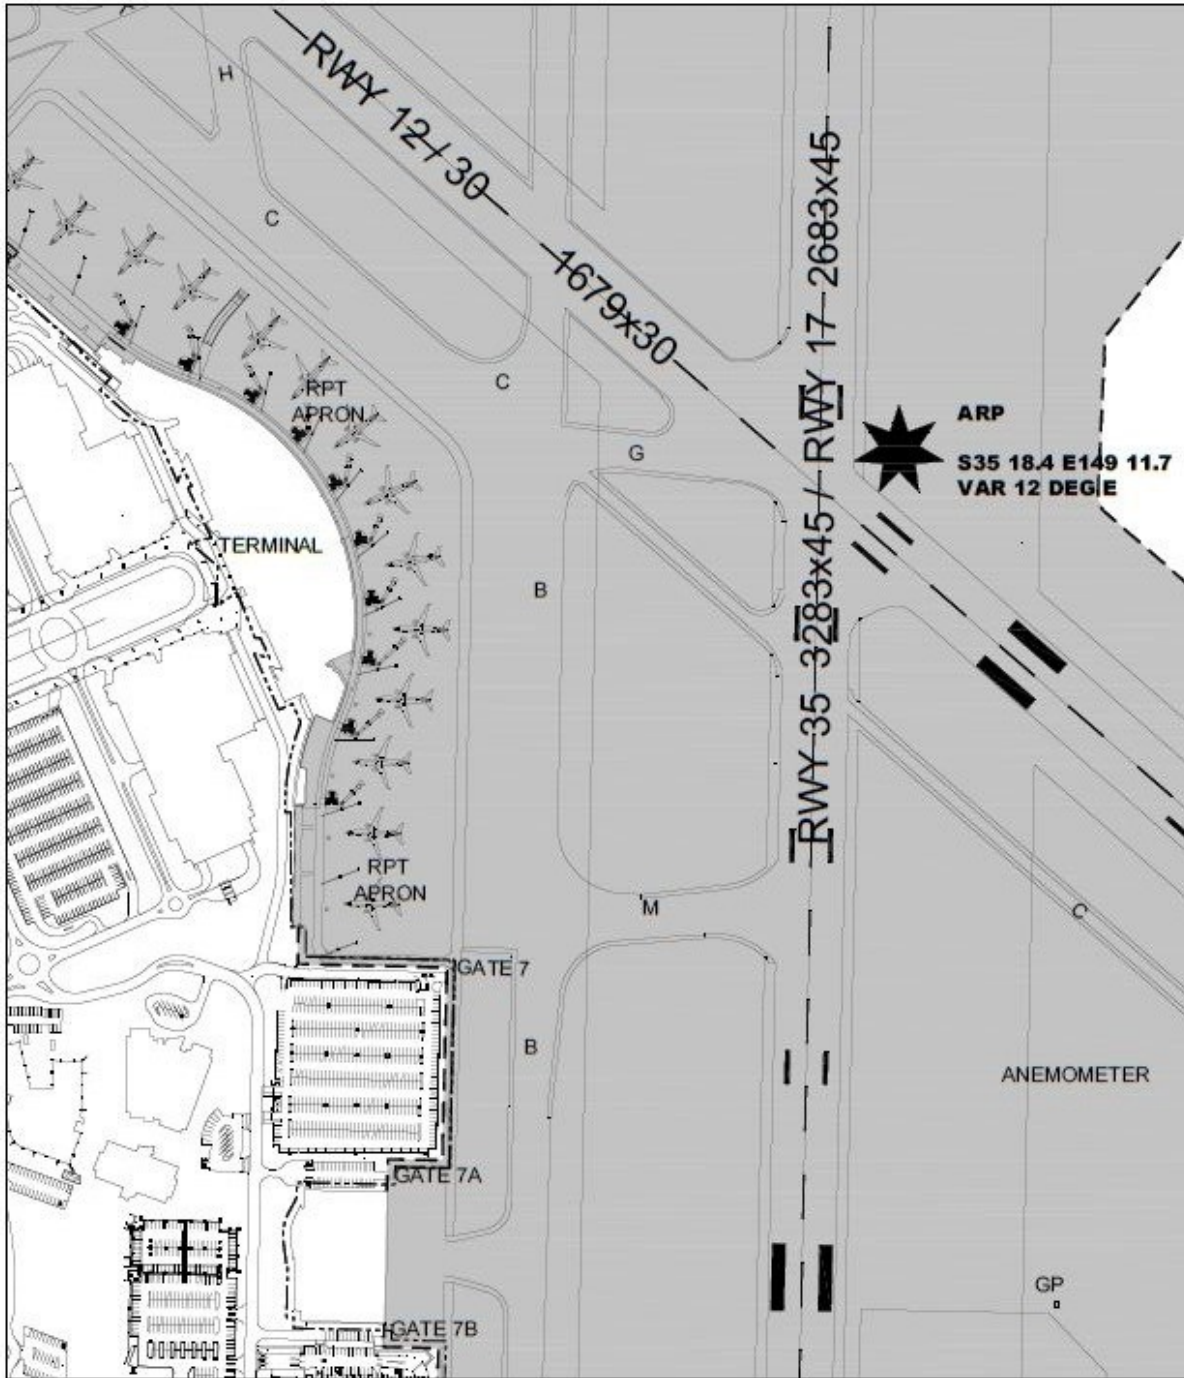 H
RWY 12 / 30
C
1679x30
C
RPT
APRON
G
RWY 35 3283x45 / RWY 17 2683x45
ARP
S35 18.4 E149 11.7
VAR 12 DEG E
TERMINAL
B
RPT
APRON
M
C
GATE 7
B
ANEMOMETER
GATE 7A
GP
GATE 7B